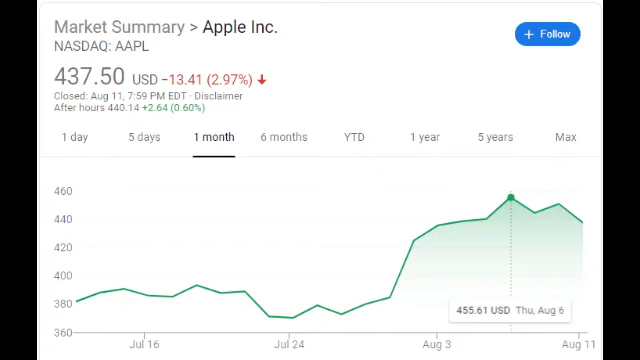 Market Summary > Apple Inc.
NASDAQ: AAPL
+ Follow
437.50 USD −13.41 (2.97%) ↓
Closed: Aug 11, 7:59 PM EDT · Disclaimer
After hours 440.14 +2.64 (0.60%)
1 day 5 days 1 month 6 months YTD 1 year 5 years Max
460
440
420
400
380
360
455.61 USD Thu, Aug 6
Jul 16 Jul 24 Aug 3 Aug 11